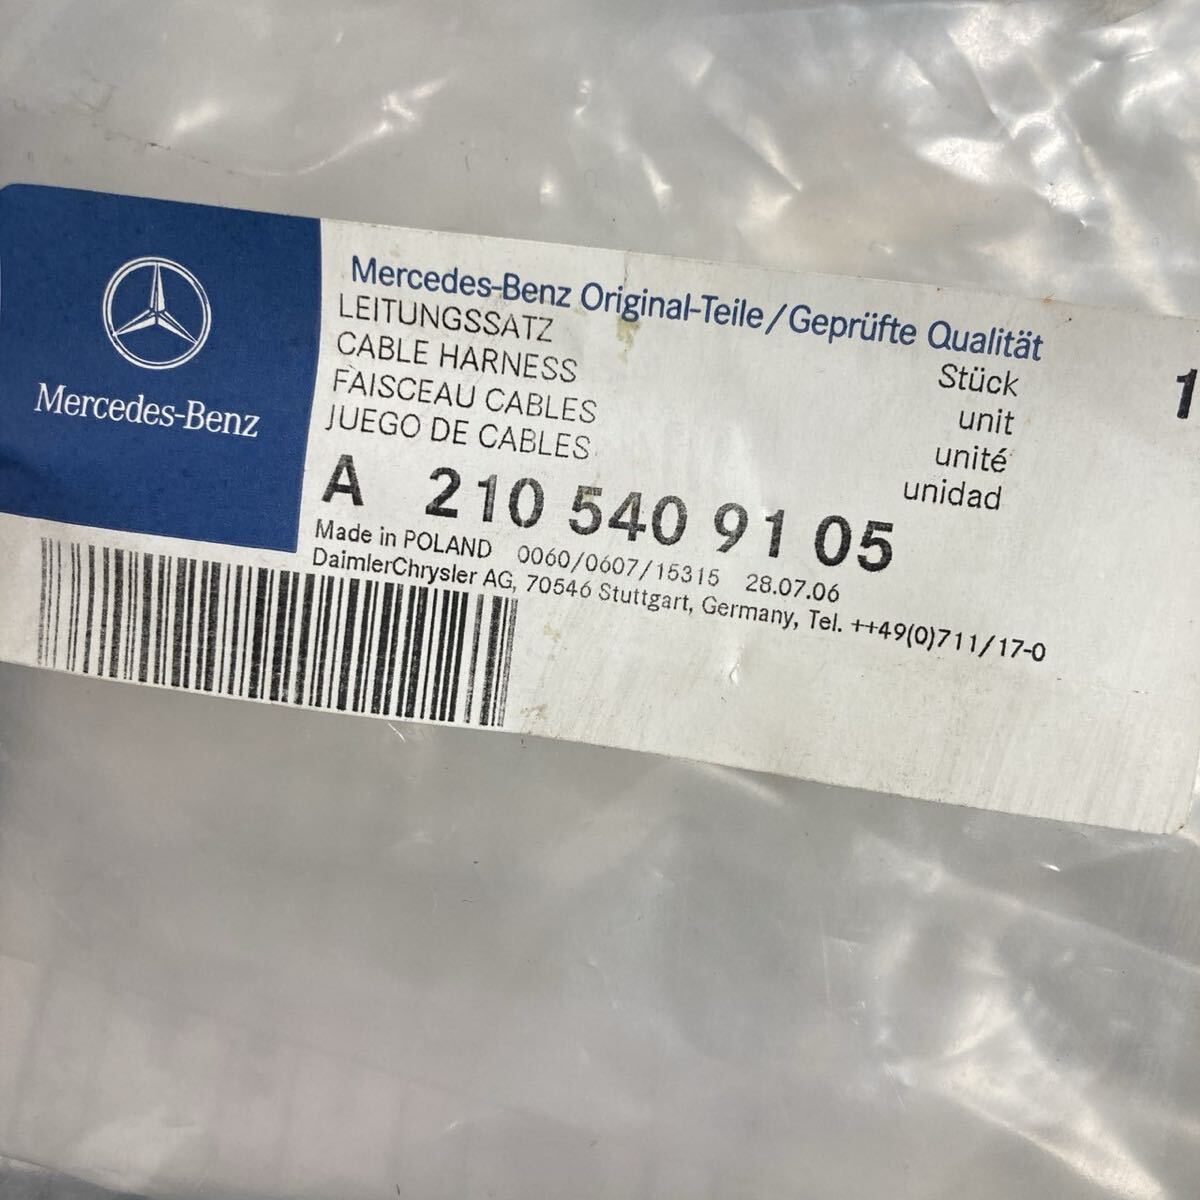 Mercedes-Benz
Mercedes-Benz Original-Teile/Geprüfte Qualität
LEITUNGSSATZ
CABLE HARNESS
FAISCEAU CABLES
JUEGO DE CABLES
Stück 1
unit
unité
unidad
A 210 540 91 05
Made in POLAND 0060/0607/15315 28.07.06
DaimlerChrysler AG, 70546 Stuttgart, Germany, Tel. ++49(0)711/17-0